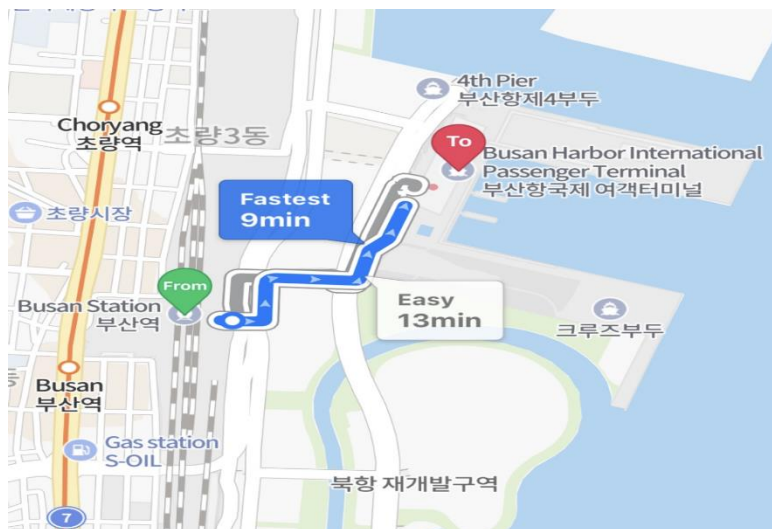 4th Pier
부산항제4부두
Choryang
초량역
초량3동
To
Busan Harbor International
Passenger Terminal
부산항국제 여객터미널
Fastest
9min
초량시장
From
Busan Station
부산역
Easy
13min
크루즈부두
Busan
부산역
Gas station
S-OIL
북항 재개발구역
7